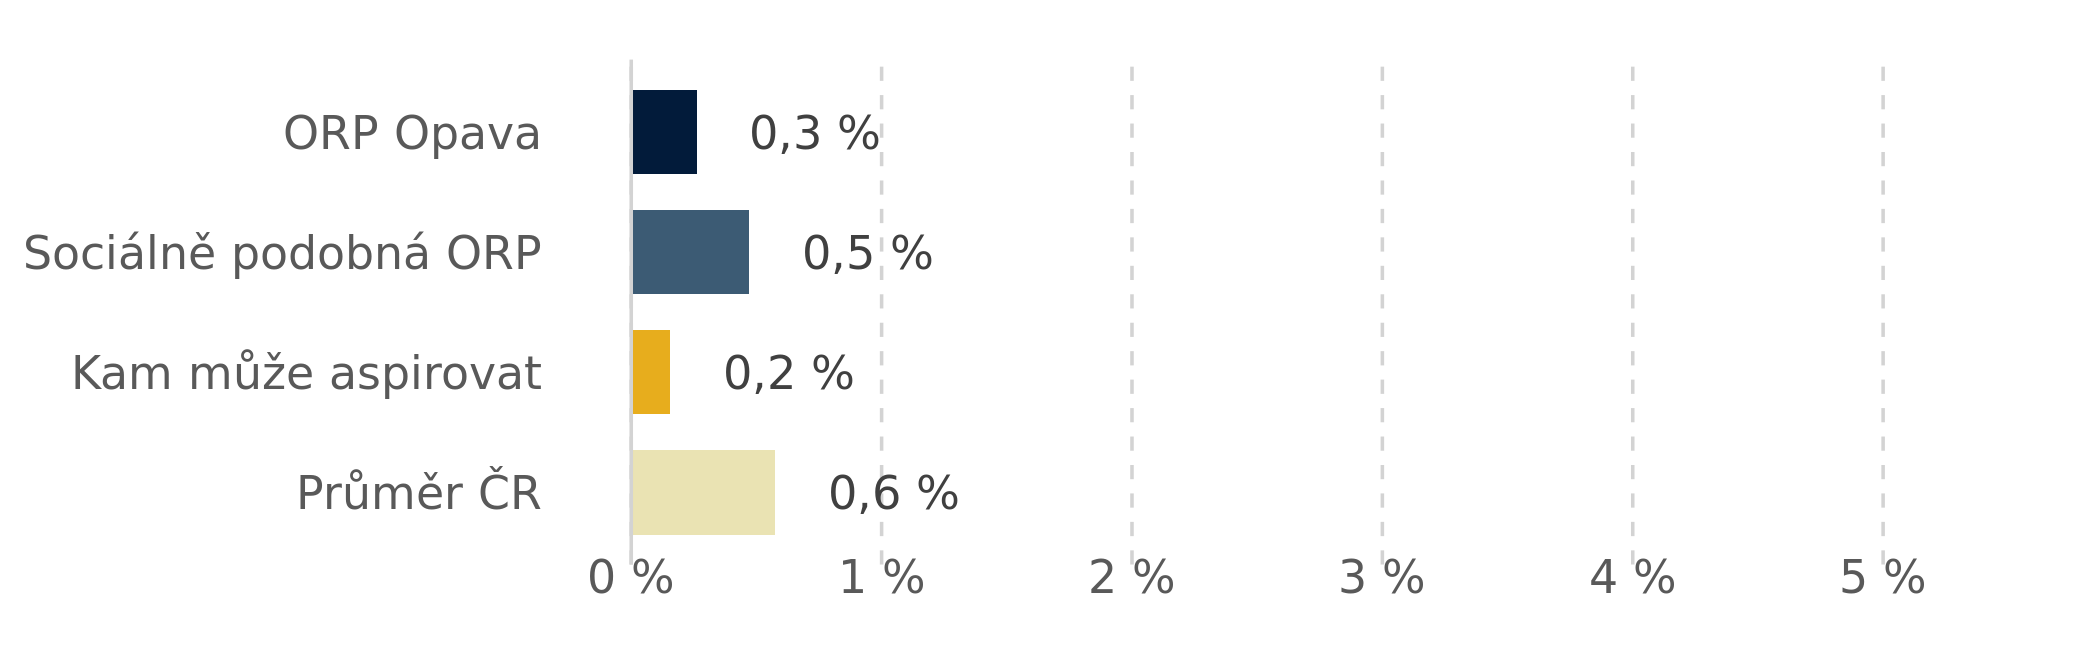 ORP Opava 0,3 %
Sociálně podobná ORP 0,5 %
Kam může aspirovat 0,2 %
Průměr ČR 0,6 %
0 % 1 % 2 % 3 % 4 % 5 %